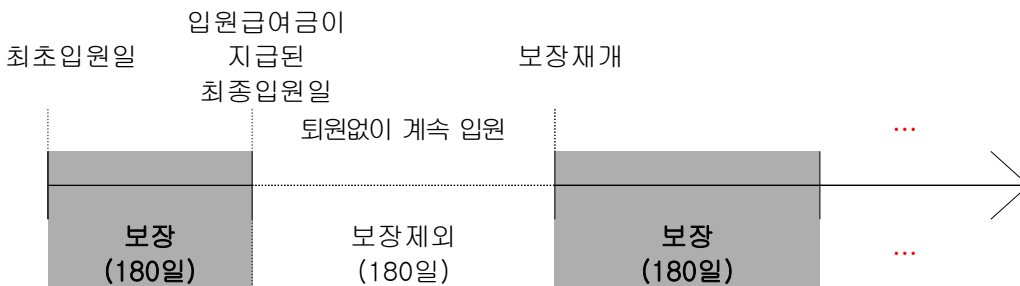 최초입원일
입원급여금이
지급된
최종입원일
보장재개
퇴원없이 계속 입원
...
보장
(180일)
보장제외
(180일)
보장
(180일)
...